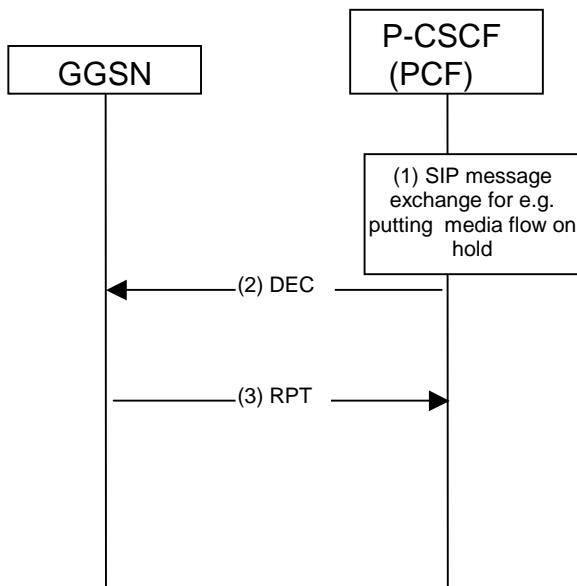 GGSN
P-CSCF
(PCF)
(1) SIP message
exchange for e.g.
putting media flow on
hold
(2) DEC
(3) RPT